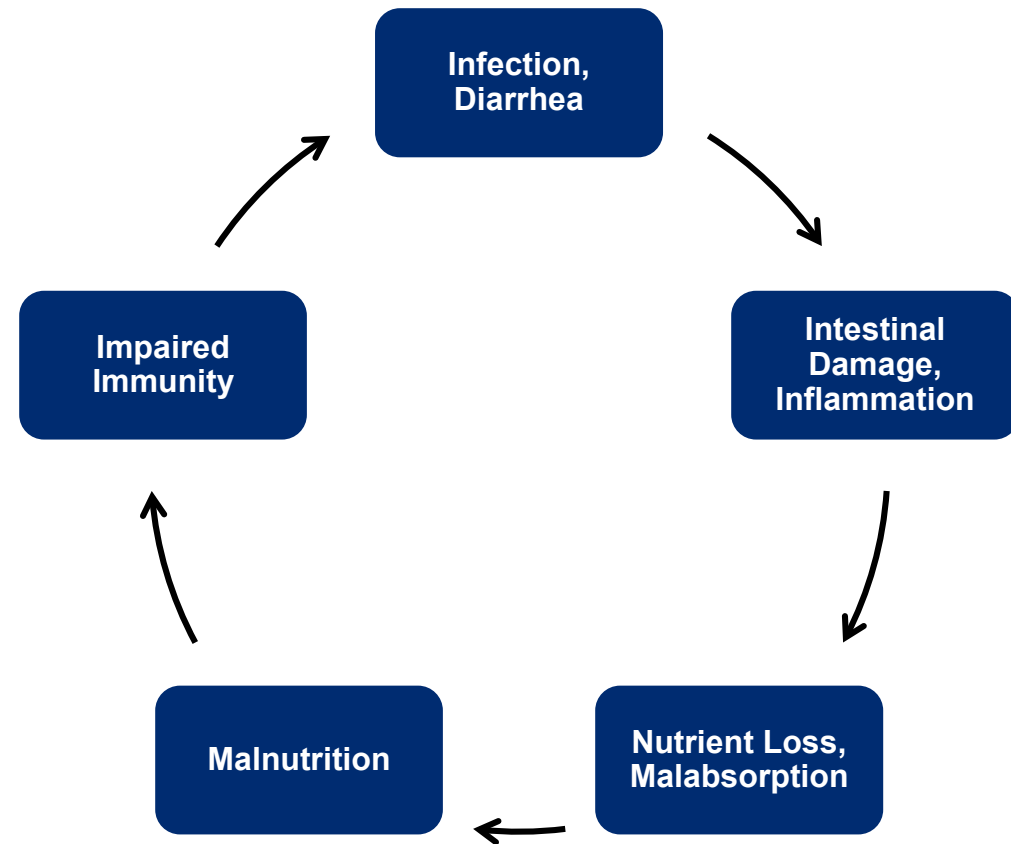 Infection,
Diarrhea
Intestinal
Damage,
Inflammation
Nutrient Loss,
Malabsorption
Malnutrition
Impaired
Immunity